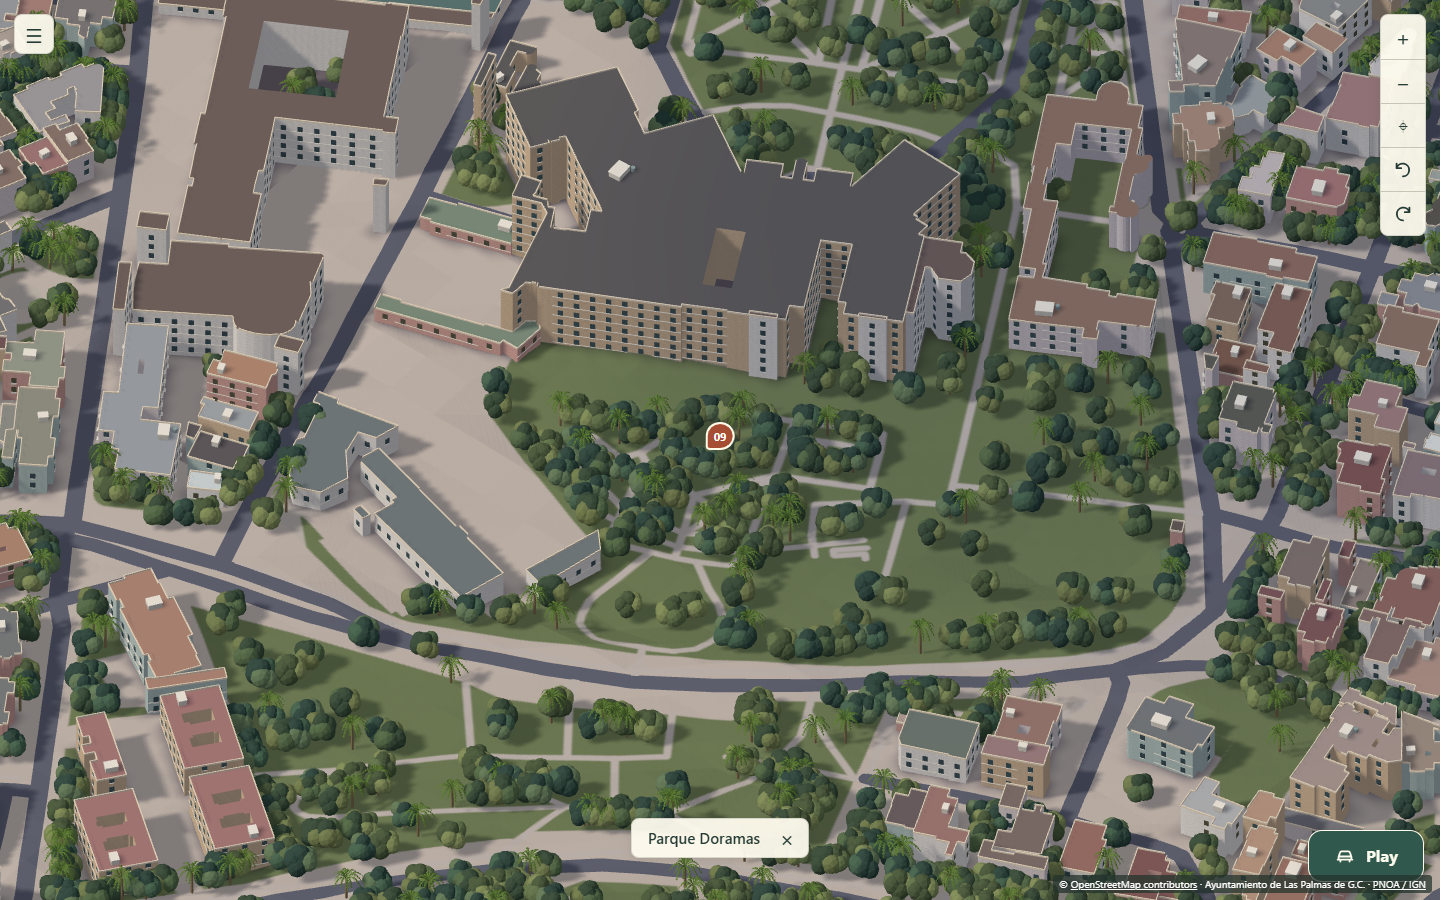 09
Parque Doramas ×
Play
© OpenStreetMap contributors · Ayuntamiento de Las Palmas de G.C. · PNOA / IGN